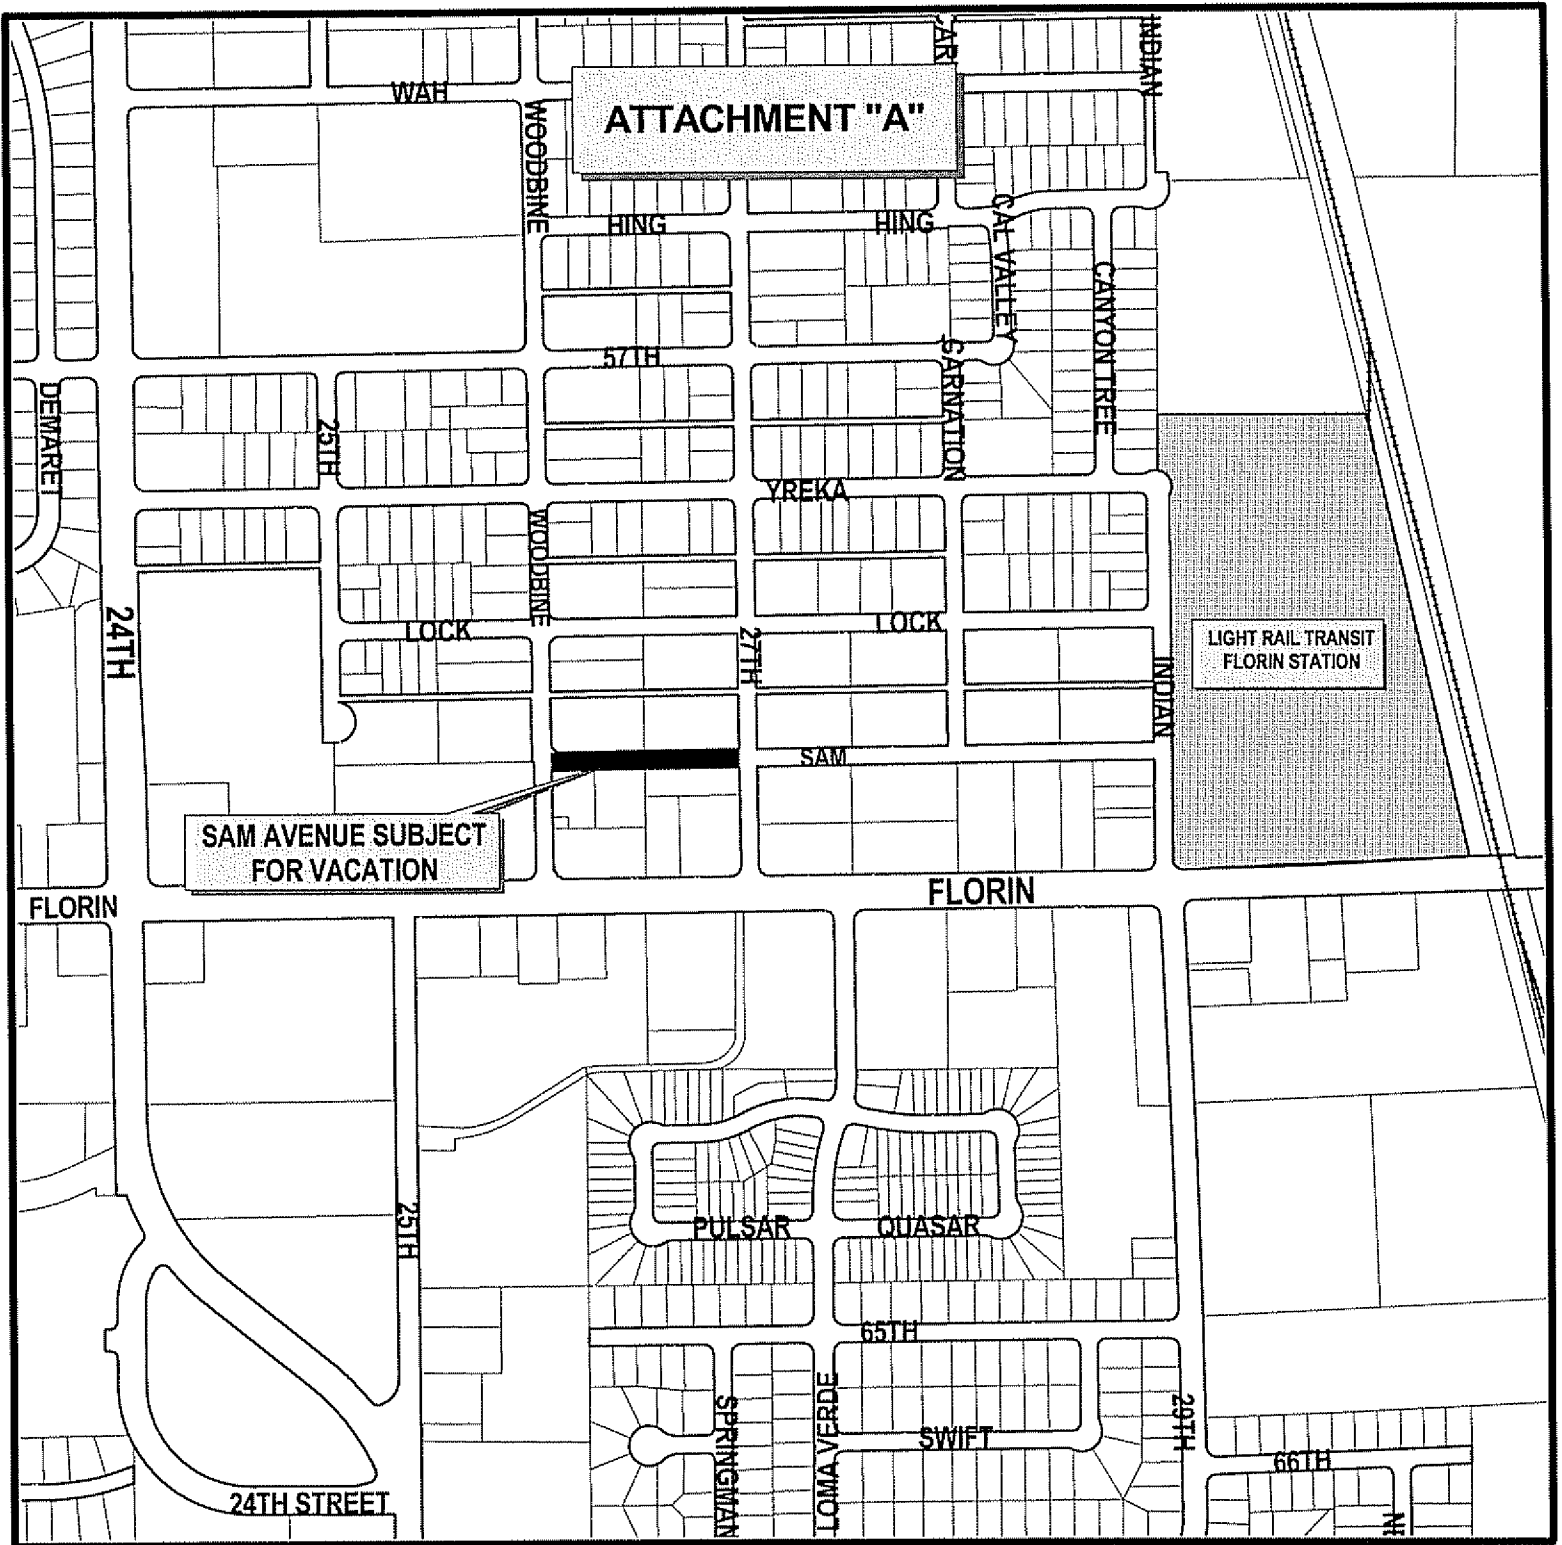 CAR
INDIAN
WAH
ATTACHMENT "A"
WOODBINE
HING
HING
CAL VALLEY
CANYON TREE
57TH
CARNATION
DEMARET
25TH
YREKA
WOODBINE
24TH
LOCK
LOCK
27TH
INDIAN
LIGHT RAIL TRANSIT
FLORIN STATION
SAM
SAM AVENUE SUBJECT
FOR VACATION
FLORIN
FLORIN
25TH
PULSAR
QUASAR
65TH
SPRINGMAN
LOMA VERDE
SWIFT
29TH
66TH
24TH STREET